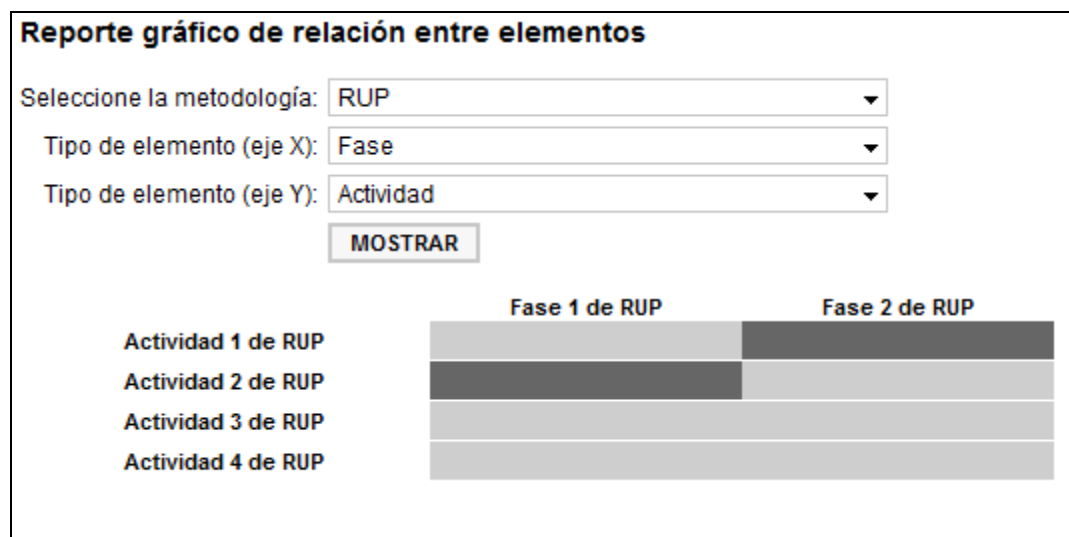 Reporte gráfico de relación entre elementos
Seleccione la metodología: RUP
Tipo de elemento (eje X): Fase
Tipo de elemento (eje Y): Actividad
MOSTRAR
Fase 1 de RUP Fase 2 de RUP
Actividad 1 de RUP
Actividad 2 de RUP
Actividad 3 de RUP
Actividad 4 de RUP